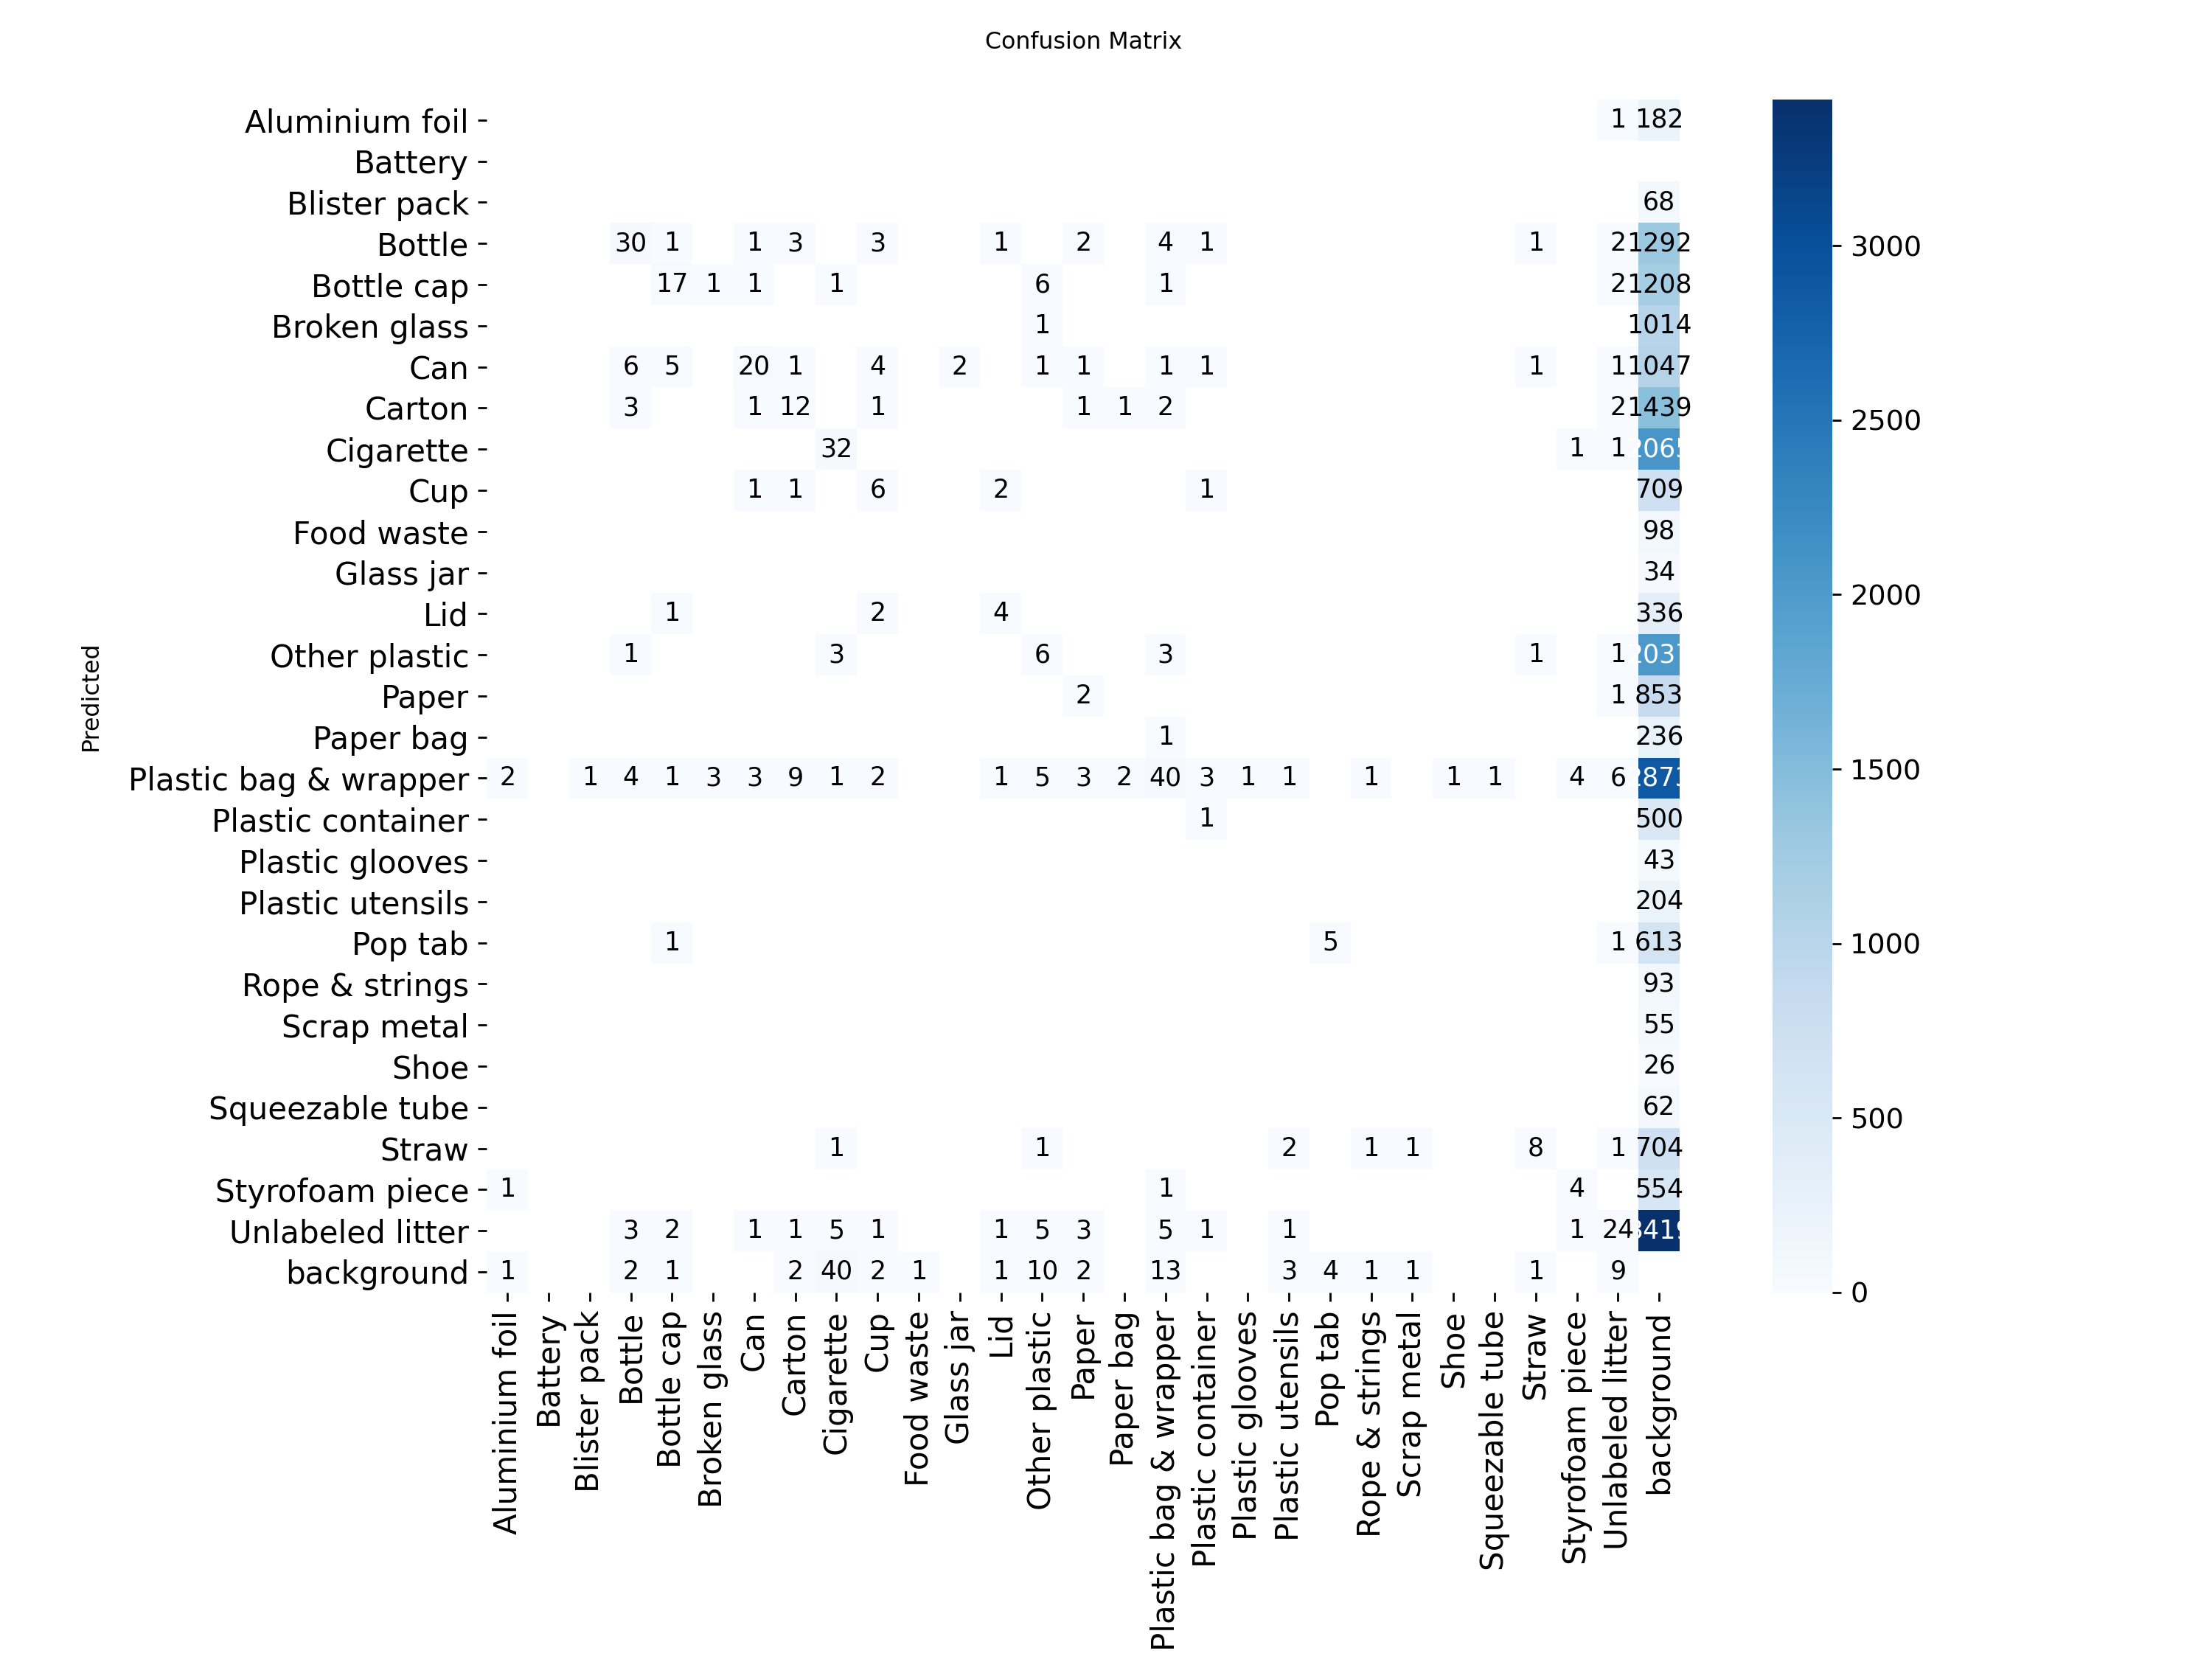 Confusion Matrix
Predicted
Aluminium foil 1 182
Battery
Blister pack 68
Bottle 30 1 1 3 3 1 2 4 1 1 2 1292
Bottle cap 17 1 1 1 6 1 2 1208
Broken glass 1 1014
Can 6 5 20 1 4 2 1 1 1 1 1 1 1047
Carton 3 1 12 1 1 1 2 2 1439
Cigarette 32 1 1 2065
Cup 1 1 6 2 1 709
Food waste 98
Glass jar 34
Lid 1 2 4 336
Other plastic 1 3 6 3 1 1 2037
Paper 2 1 853
Paper bag 1 236
Plastic bag & wrapper 2 1 4 1 3 3 9 1 2 1 5 3 2 40 3 1 1 1 1 1 4 6 2873
Plastic container 1 500
Plastic glooves 43
Plastic utensils 204
Pop tab 1 5 1 613
Rope & strings 93
Scrap metal 55
Shoe 26
Squeezable tube 62
Straw 1 1 2 1 1 8 1 704
Styrofoam piece 1 1 4 554
Unlabeled litter 3 2 1 1 5 1 1 5 3 5 1 1 1 24 3419
background 1 2 1 2 40 2 1 1 10 2 13 3 4 1 1 1 9
Aluminium foil
Battery
Blister pack
Bottle
Bottle cap
Broken glass
Can
Carton
Cigarette
Cup
Food waste
Glass jar
Lid
Other plastic
Paper
Paper bag
Plastic bag & wrapper
Plastic container
Plastic glooves
Plastic utensils
Pop tab
Rope & strings
Scrap metal
Shoe
Squeezable tube
Straw
Styrofoam piece
Unlabeled litter
background
3000
2500
2000
1500
1000
500
0